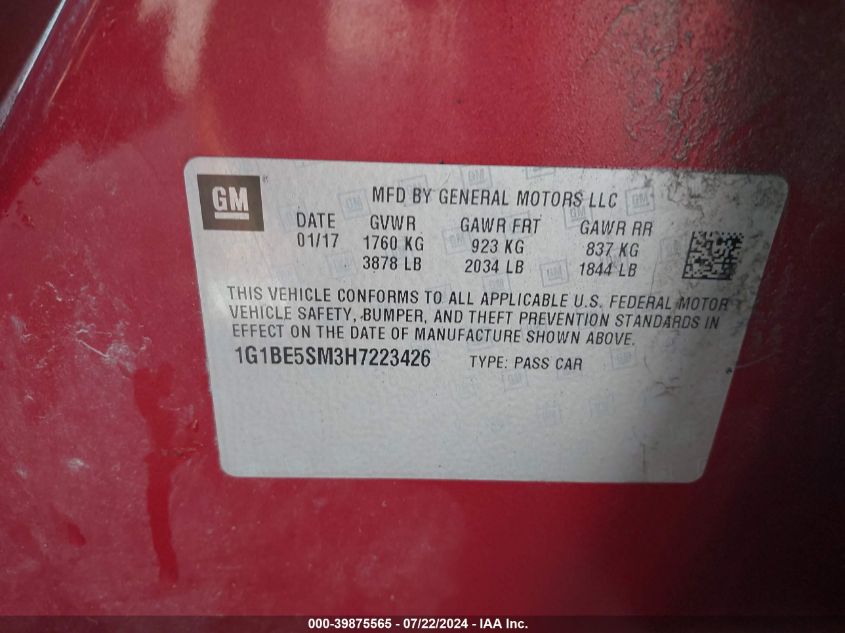 GM ®
MFD BY GENERAL MOTORS LLC
DATE GVWR GAWR FRT GAWR RR
01/17 1760 KG 923 KG 837 KG
3878 LB 2034 LB 1844 LB
THIS VEHICLE CONFORMS TO ALL APPLICABLE U.S. FEDERAL MOTOR
VEHICLE SAFETY, BUMPER, AND THEFT PREVENTION STANDARDS IN
EFFECT ON THE DATE OF MANUFACTURE SHOWN ABOVE.
1G1BE5SM3H7223426 TYPE: PASS CAR
000-39875565 - 07/22/2024 - IAA Inc.